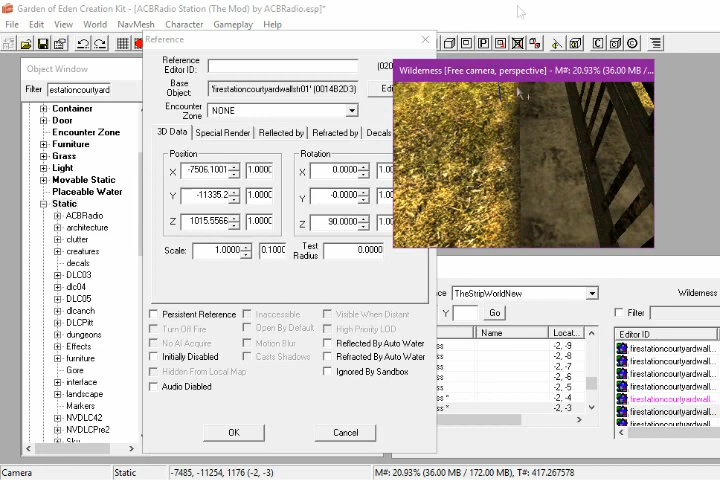 Garden of Eden Creation Kit - [ACBRadio Station (The Mod) by ACBRadio.esp]*
File Edit View World NavMesh Character Gameplay Help
Object Window
Filter estationcourtyard
Container
Door
Encounter Zone
Furniture
Grass
Light
Movable Static
Placeable Water
Static
ACBRadio
architecture
clutter
creatures
decals
DLC03
dlc04
DLC05
dlcanch
DLCPitt
dungeons
Effects
furniture
Gore
interface
landscape
Markers
NVDLC42
NVDLCPre2
Reference
Reference Editor ID: [020
Base Object: 'firestationcourtyardwallstr01' (0014B2D3)
Encounter Zone NONE
3D Data Special Render Reflected by Refracted by Decals
Position Rotation
X -7506.1001 1.0000 X 0.0000 1.0000
Y -11335.2 1.0000 Y -0.0000 1.0000
Z 1015.5566 1.0000 Z 90.0000 1.0000
Scale: 1.0000 0.1000 Test Radius 0.0000
Persistent Reference Inaccessible Visible When Distant
Turn Off Fire Open By Default High Priority LOD
No AI Acquire Motion Blur Reflected By Auto Water
Initially Disabled Casts Shadows Refracted By Auto Water
Hidden From Local Map Ignored By Sandbox
Audio Disabled
OK Cancel
Wilderness [Free camera, perspective] - M#: 20.93% (36.00 MB /...
TheStripWorldNew Wilderness
Y Go Filter
Name Locat... Editor ID
-2, -9
-2, -8
-2, -7
-2, -6
-2, -5
-2, -4
-2, -3
firestationcourtyardwall...
firestationcourtyardwall...
firestationcourtyardwall...
firestationcourtyardwall...
firestationcourtyardwall...
firestationcourtyardwall...
Camera Static -7485, -11254, 1176 (-2, -3) M#: 20.93% (36.00 MB / 172.00 MB), T#: 417.267578